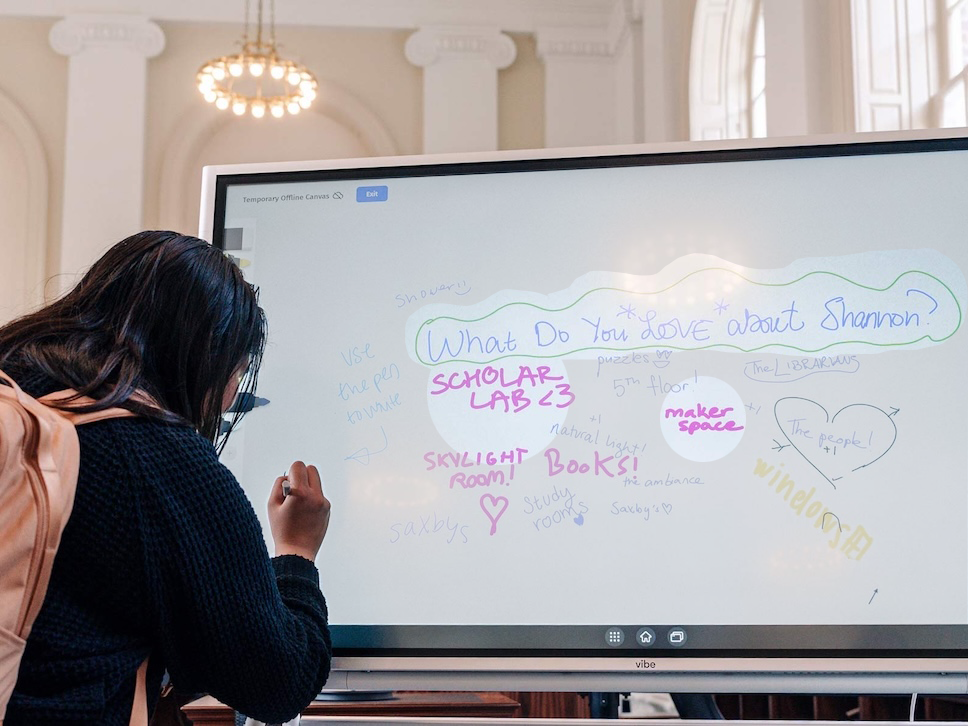 Temporary Offline Canvas
Exit
shower
What Do You *LOVE* about Shannon?
use
the pen
to write
SCHOLAR
LAB <3
puzzles
5th floor!
The LIBRARIANS
maker
space
+1
The people!
+1
+1
natural light!
SKYLIGHT
ROOM!
BOOKS!
the ambiance
windows
saxbys
study
rooms
Saxby's
vibe